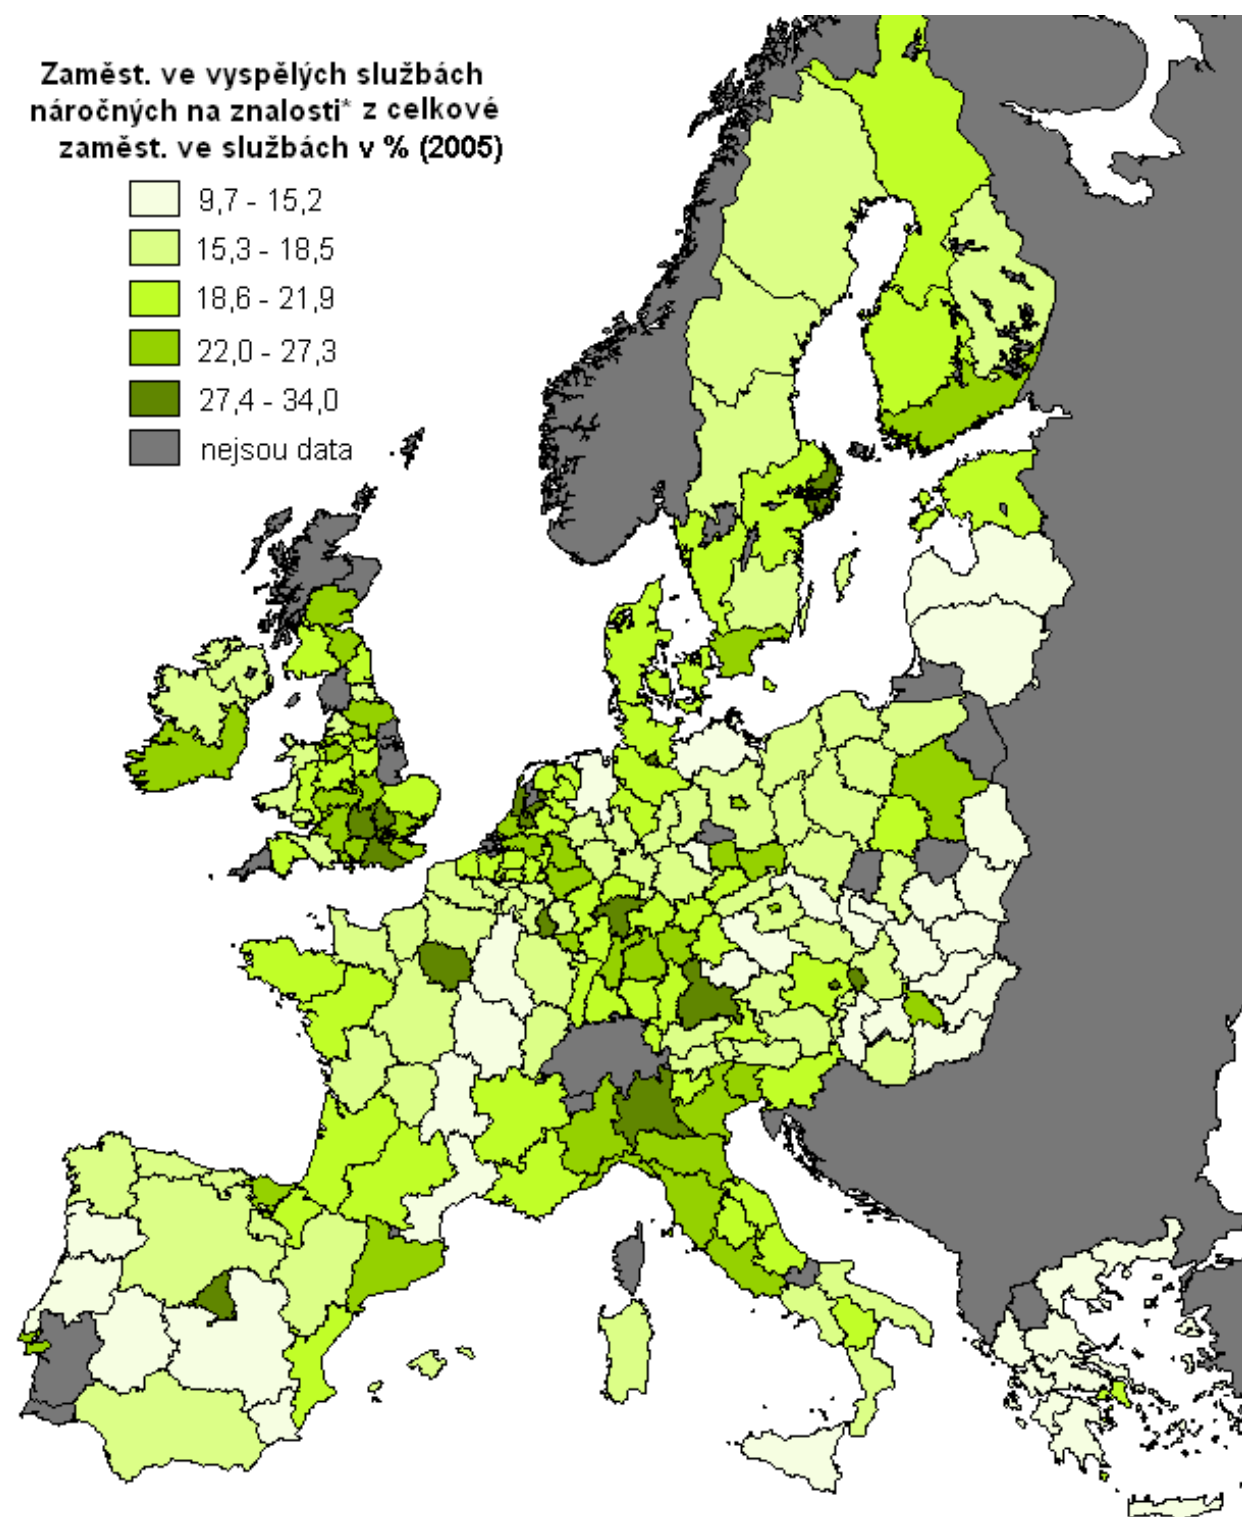 Zaměst. ve vyspělých službách
náročných na znalosti* z celkové
zaměst. ve službách v % (2005)
9,7 - 15,2
15,3 - 18,5
18,6 - 21,9
22,0 - 27,3
27,4 - 34,0
nejsou data